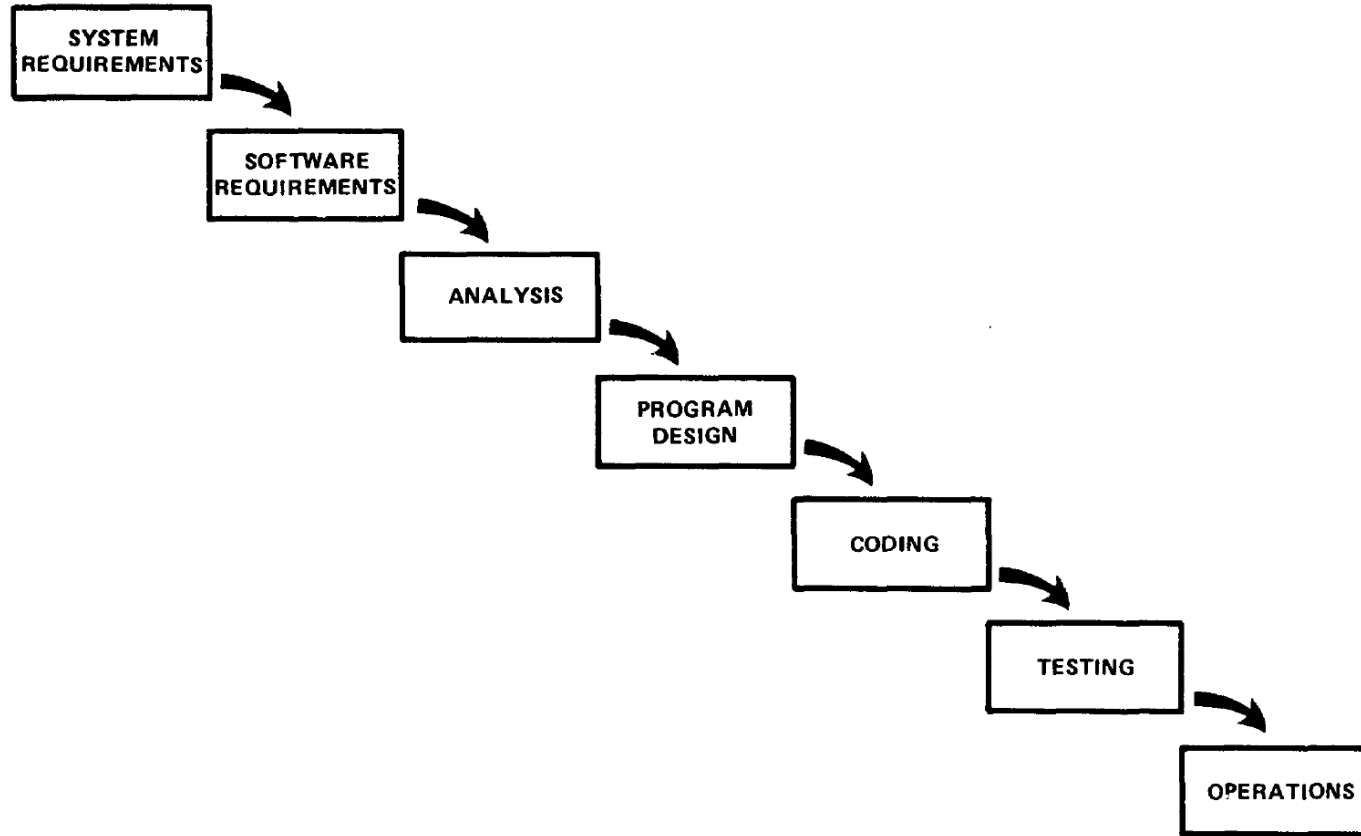 SYSTEM
REQUIREMENTS
SOFTWARE
REQUIREMENTS
ANALYSIS
PROGRAM
DESIGN
CODING
TESTING
OPERATIONS